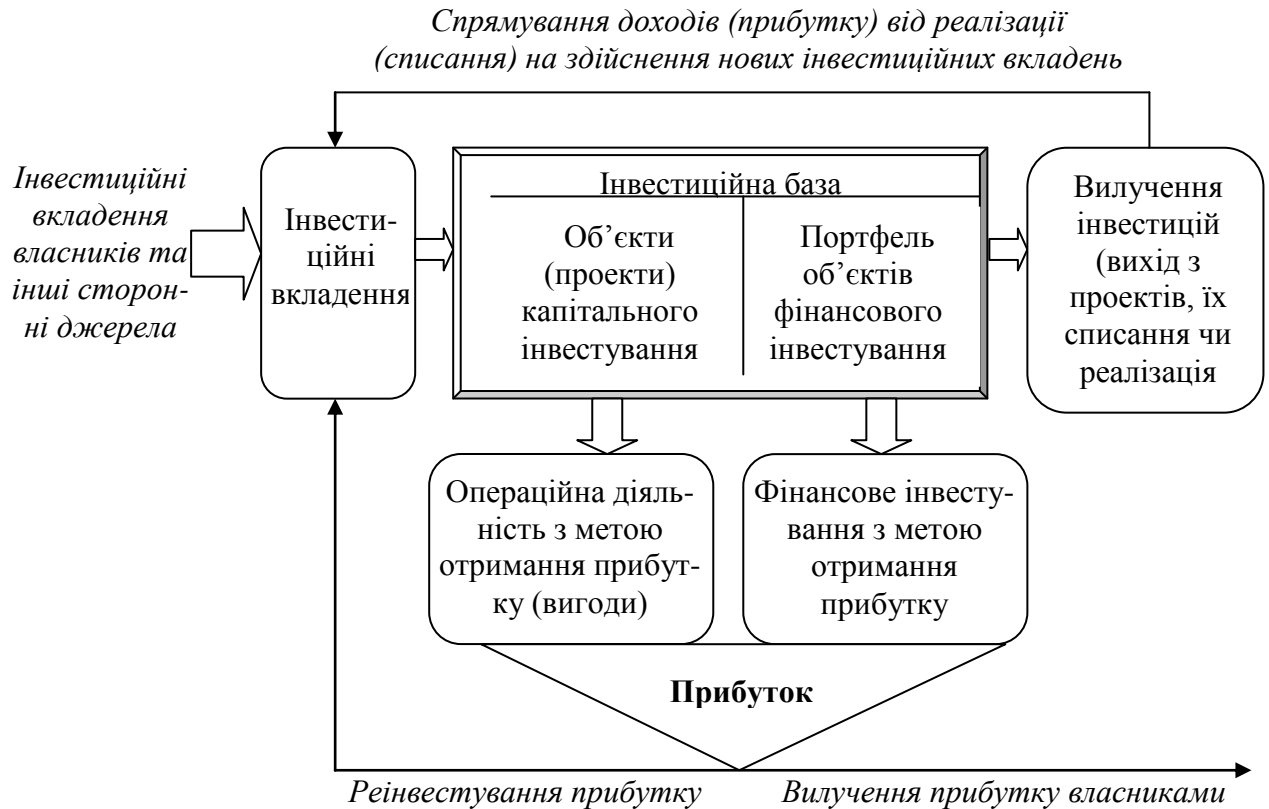 Спрямування доходів (прибутку) від реалізації
(списання) на здійснення нових інвестиційних вкладень
Інвестиційні
вкладення
власників та
інші сторон-
ні джерела
Інвести-
ційні
вкладення
Інвестиційна база
Об’єкти
(проекти)
капітального
інвестування
Портфель
об’єктів
фінансового
інвестування
Вилучення
інвестицій
(вихід з
проектів, їх
списання чи
реалізація
Операційна діяль-
ність з метою
отримання прибут-
ку (вигоди)
Фінансове інвесту-
вання з метою
отримання
прибутку
Прибуток
Реінвестування прибутку
Вилучення прибутку власниками